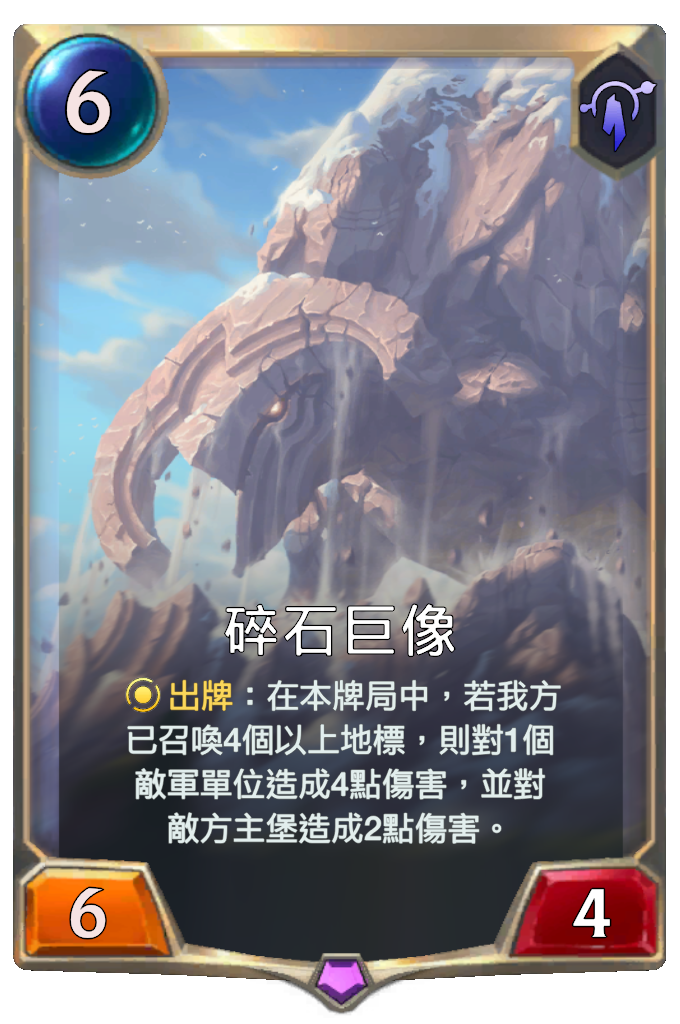 6
碎石巨像
出牌：在本牌局中，若我方
已召喚4個以上地標，則對1個
敵軍單位造成4點傷害，並對
敵方主堡造成2點傷害。
6
4